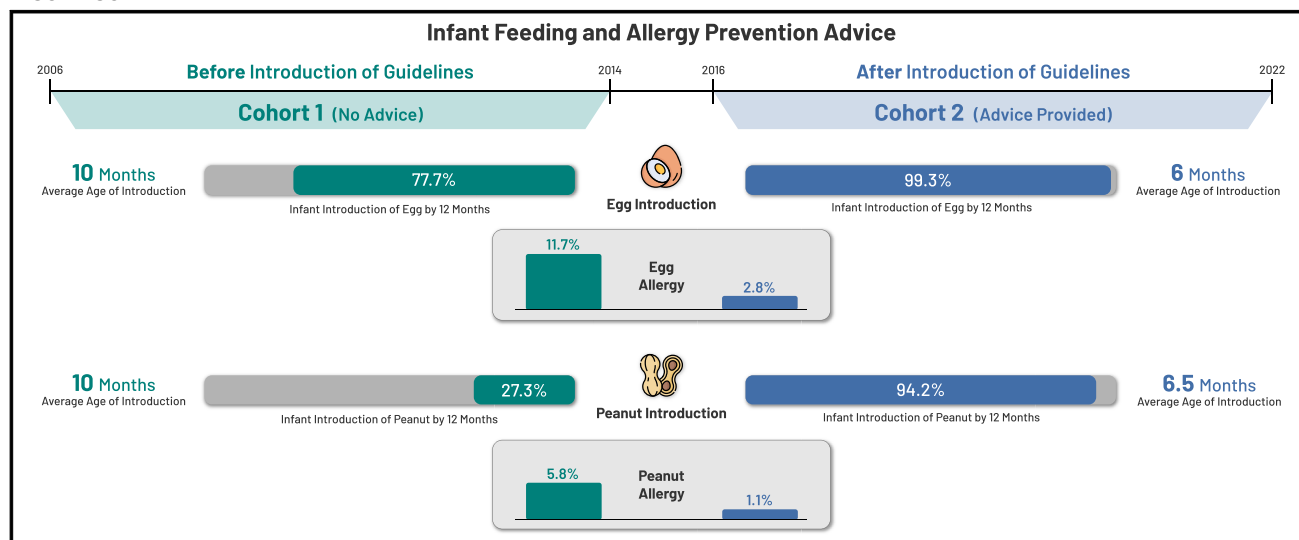 Infant Feeding and Allergy Prevention Advice
2006
Before Introduction of Guidelines
2014
2016
After Introduction of Guidelines
2022
Cohort 1 (No Advice)
Cohort 2 (Advice Provided)
10 Months
Average Age of Introduction
77.7%
Infant Introduction of Egg by 12 Months
Egg Introduction
99.3%
Infant Introduction of Egg by 12 Months
6 Months
Average Age of Introduction
11.7%
Egg
Allergy
2.8%
10 Months
Average Age of Introduction
27.3%
Infant Introduction of Peanut by 12 Months
Peanut Introduction
94.2%
Infant Introduction of Peanut by 12 Months
6.5 Months
Average Age of Introduction
5.8%
Peanut
Allergy
1.1%